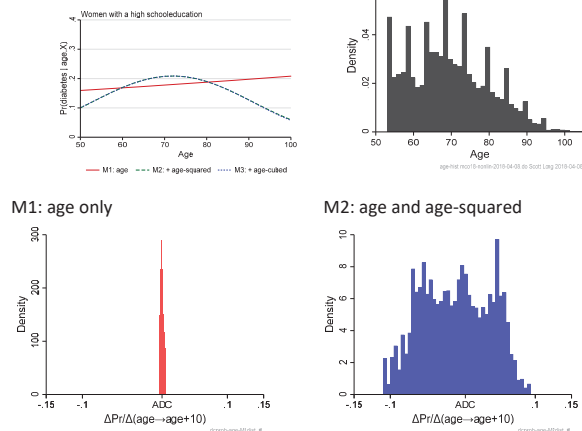 Women with a high schooleducation
.4
.3
.2
.1
0
Pr(diabetes | age,X)
50 60 70 80 90 100
Age
M1: age M2: + age-squared M3: + age-cubed
.04
.02
0
Density
50 60 70 80 90 100
Age
M1: age only
300
200
100
0
Density
-.15 -.1 ADC .1 .15
ΔPr/Δ(age→age+10)
M2: age and age-squared
10
8
6
4
2
0
Density
-.15 -.1 ADC .1 .15
ΔPr/Δ(age→age+10)